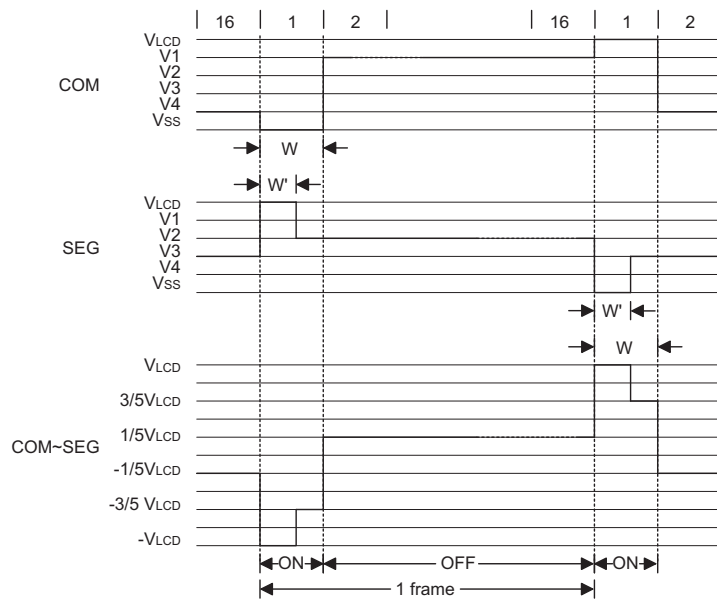 16 1 2 16 1 2
VLCD
V1
V2
V3
V4
VSS
COM
W
W'
VLCD
V1
V2
V3
V4
VSS
SEG
W'
W
VLCD
3/5VLCD
1/5VLCD
COM~SEG
-1/5VLCD
-3/5 VLCD
-VLCD
ON OFF ON
1 frame